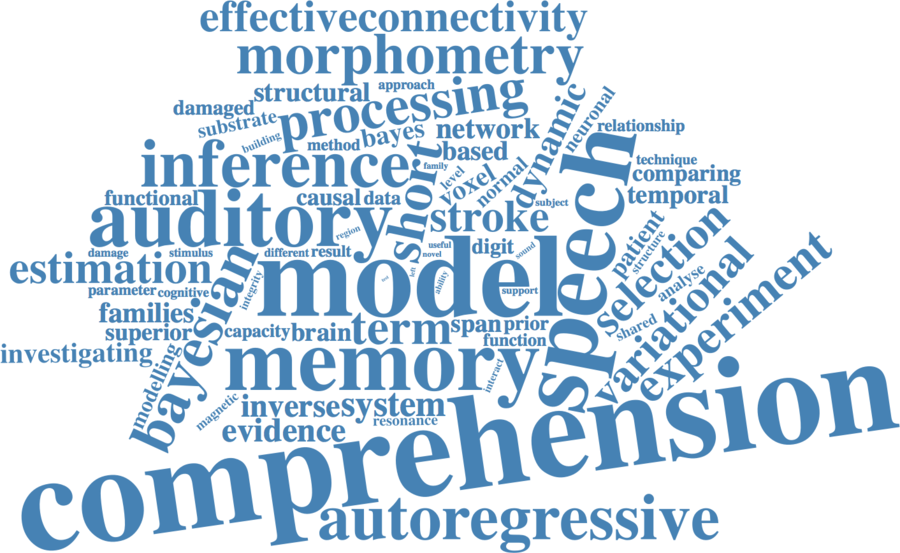 effectiveconnectivity
morphometry
structural
approach
damaged
processing
substrate
building
method
bayes
network
dynamic
neuronal
relationship
inference
short
family
based
level
voxel
normal
technique
comparing
temporal
functional
causal
data
auditory
region
stroke
subject
speech
patient
structure
selection
damage
stimulus
different
result
useful
novel
digit
sound
estimation
model
left
ability
support
analyse
parameter
cognitive
integrity
bayesian
families
superior
capacity
brain
term
span
prior
function
shared
variational
experiment
investigating
modelling
memory
interact
magnetic
inverse
system
resonance
evidence
comprehension
autoregressive